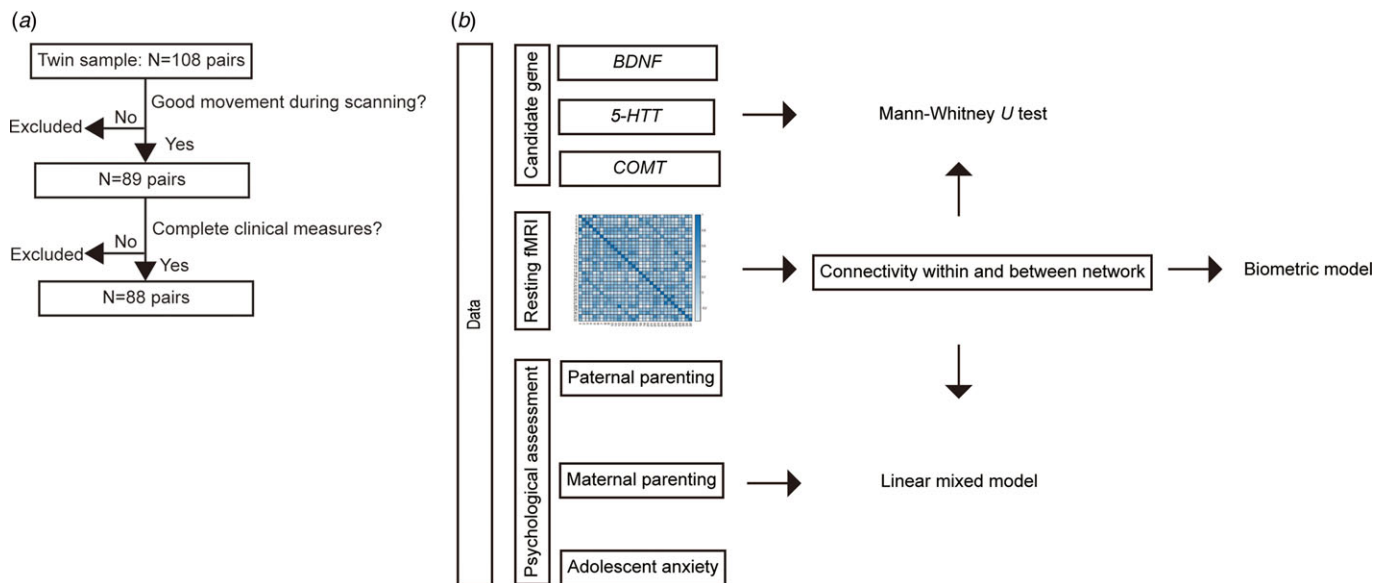 (a)
Twin sample: N=108 pairs
Good movement during scanning?
No
Excluded
Yes
N=89 pairs
Complete clinical measures?
No
Excluded
Yes
N=88 pairs
(b)
Data
Candidate gene
BDNF
5-HTT
COMT
Mann-Whitney U test
Resting fMRI
Connectivity within and between network
Biometric model
Psychological assessment
Paternal parenting
Maternal parenting
Linear mixed model
Adolescent anxiety